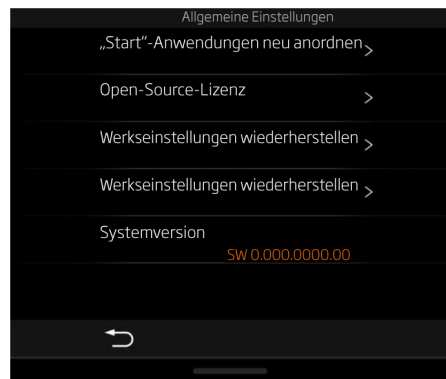 Allgemeine Einstellungen
„Start“-Anwendungen neu anordnen
Open-Source-Lizenz
Werkseinstellungen wiederherstellen
Werkseinstellungen wiederherstellen
Systemversion
SW 0.000.0000.00